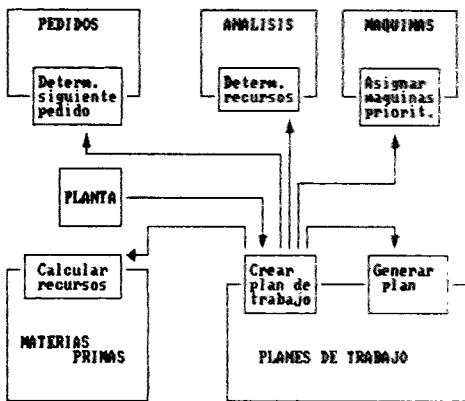 PEDIDOS
Determ.
siguiente
pedido
ANALISIS
Determ.
recursos
MAQUINAS
Asignar
maquinas
priorit.
PLANTA
Calcular
recursos
MATERIAS
PRIMAS
Crear
plan de
trabajo
Generar
plan
PLANES DE TRABAJO